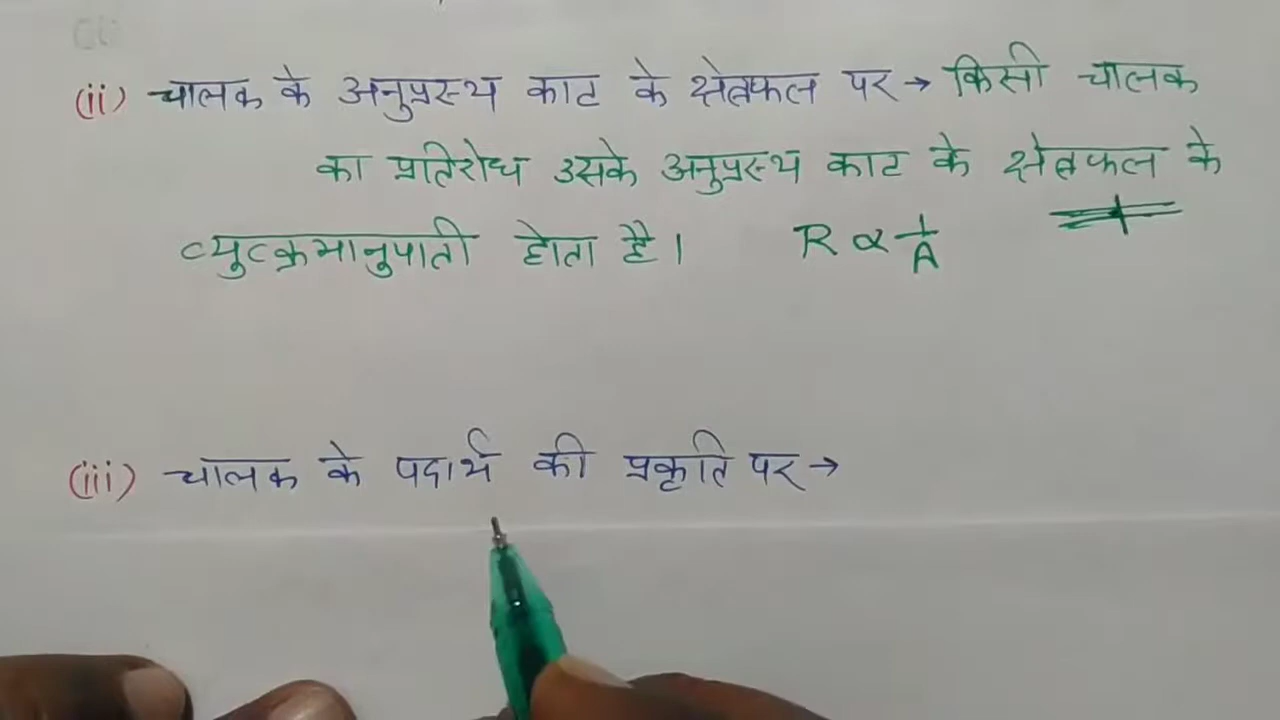 (ii) चालक के अनुप्रस्थ काट के क्षेत्रफल पर → किसी चालक
का प्रतिरोध उसके अनुप्रस्थ काट के क्षेत्रफल के
व्युत्क्रमानुपाती होता है। R ∝ 1/A
(iii) चालक के पदार्थ की प्रकृति पर →